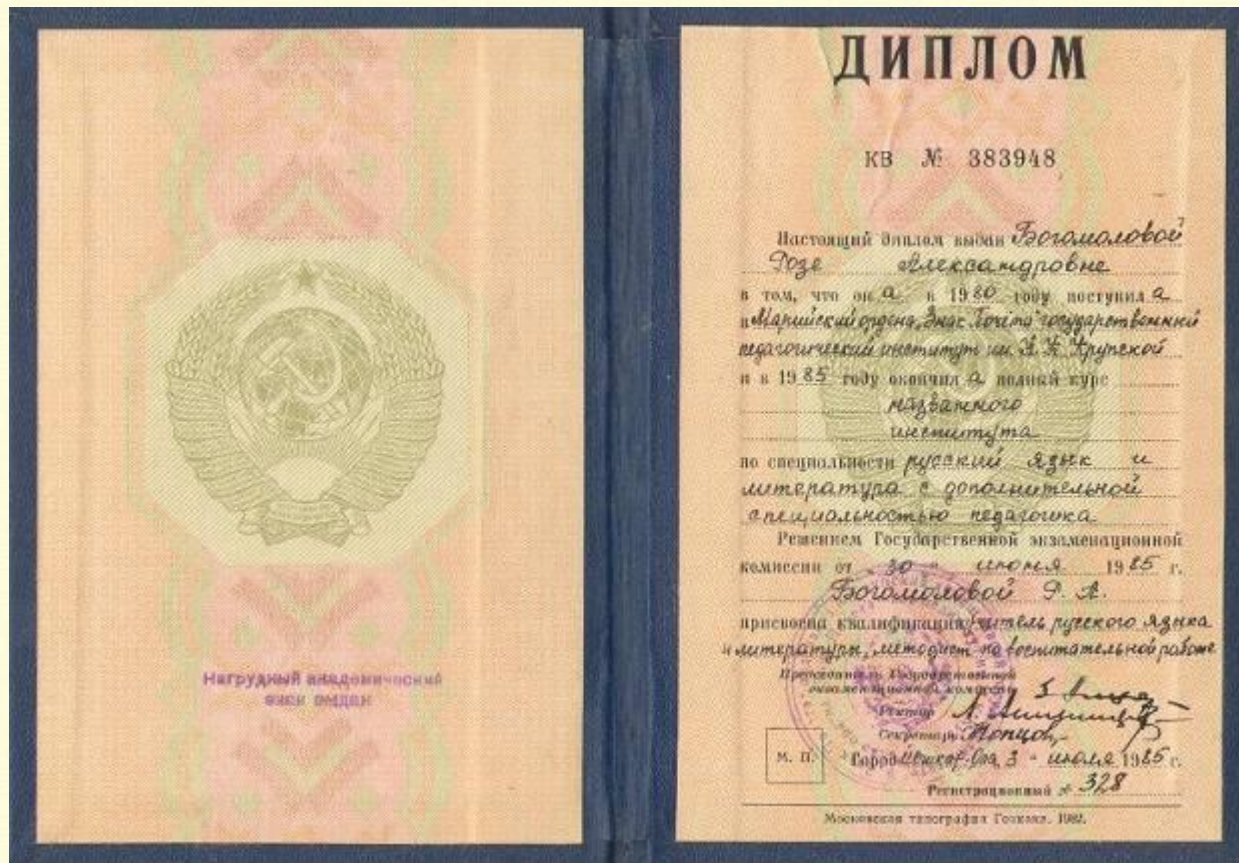 Нагрудный академический
знак выдан
ДИПЛОМ
КВ № 383948
Настоящий диплом выдан Богомоловой
Розе Александровне
в том, что он а в 1980 году поступил а
в Марийский ордена „Знак Почёта“ государственный
педагогический институт им. Н. К. Крупской
и в 1985 году окончил а полный курс
названного
института
по специальности русский язык и
литература с дополнительной
специальностью педагогика
Решением Государственной экзаменационной
комиссии от „30“ июня 1985 г.
Богомоловой Р. А.
присвоена квалификация учитель русского языка
и литературы, методист по воспитательной работе
Председатель Государственной
экзаменационной комиссии
Ректор
Секретарь
М. П.
Город Йошкар-Ола, 3 " июля 1985 г.
Регистрационный № 328
Московская типография Гознака. 1982.